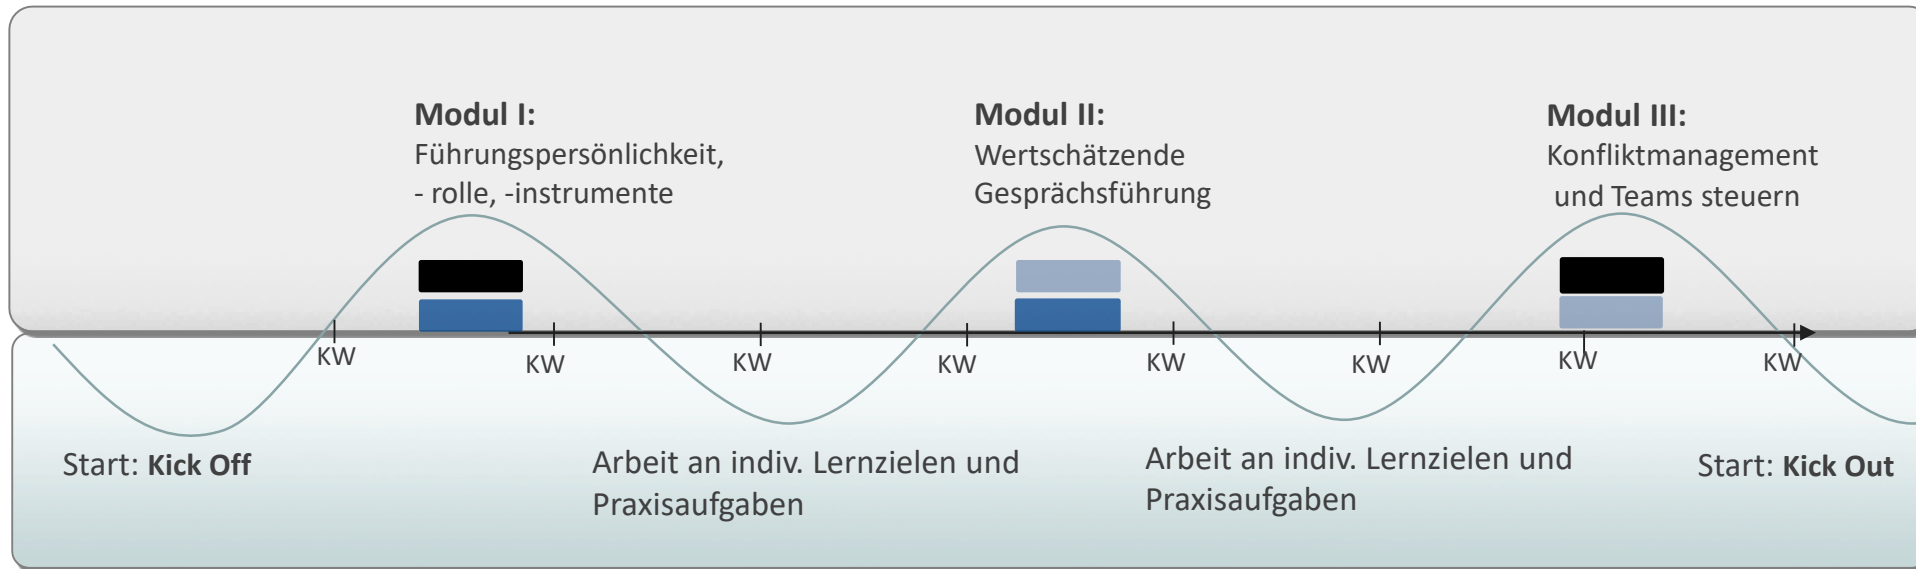 Modul I:
Führungspersönlichkeit,
- rolle, -instrumente
Modul II:
Wertschätzende
Gesprächsführung
Modul III:
Konfliktmanagement
und Teams steuern
KW
KW
KW
KW
KW
KW
KW
KW
Start: Kick Off
Arbeit an indiv. Lernzielen und
Praxisaufgaben
Arbeit an indiv. Lernzielen und
Praxisaufgaben
Start: Kick Out